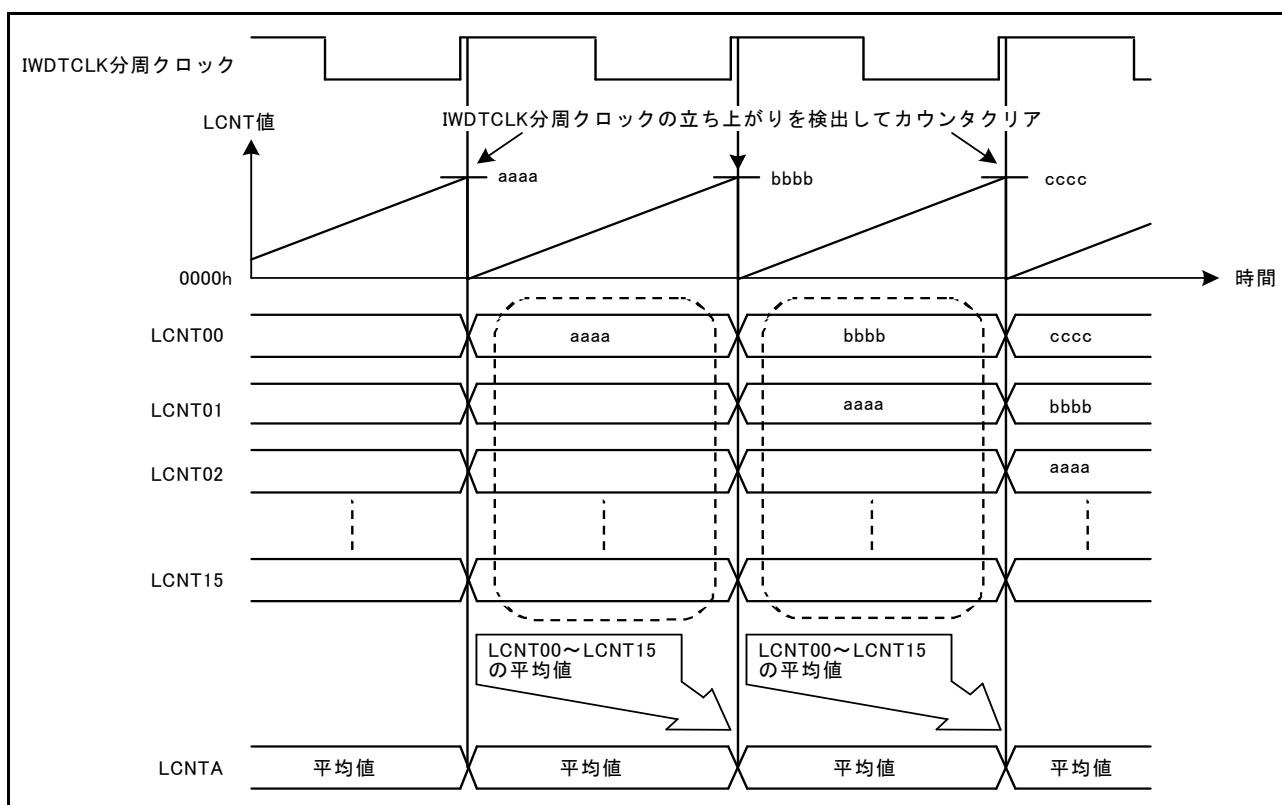 IWDTCLK分周クロック
LCNT値
IWDTCLK分周クロックの立ち上がりを検出してカウンタクリア
aaaa
bbbb
cccc
0000h
時間
LCNT00
aaaa
bbbb
cccc
LCNT01
aaaa
bbbb
LCNT02
aaaa
LCNT15
LCNT00～LCNT15
の平均値
LCNT00～LCNT15
の平均値
LCNTA
平均値
平均値
平均値
平均値